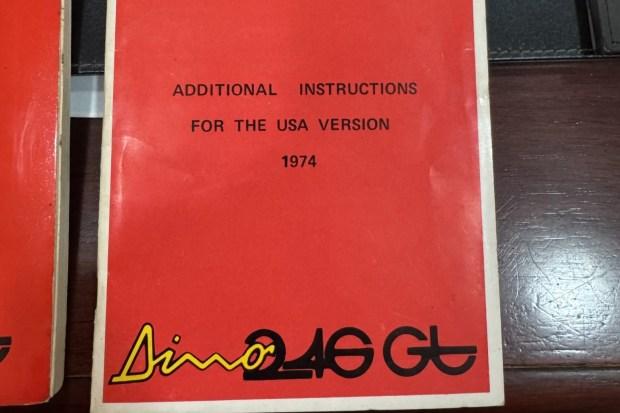 ADDITIONAL INSTRUCTIONS
FOR THE USA VERSION
1974
Dino 246 GT